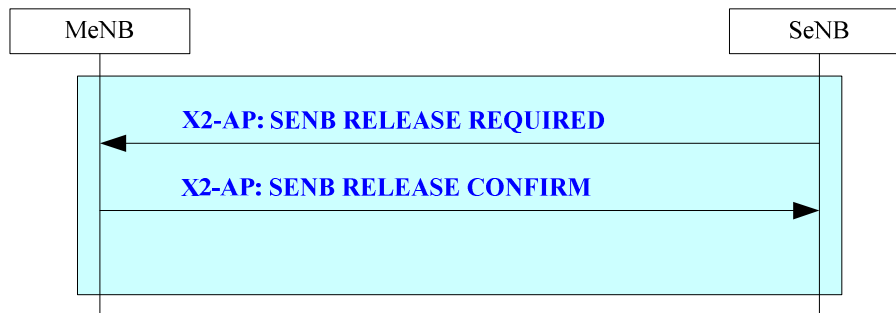 MeNB
SeNB
X2-AP: SENB RELEASE REQUIRED
X2-AP: SENB RELEASE CONFIRM